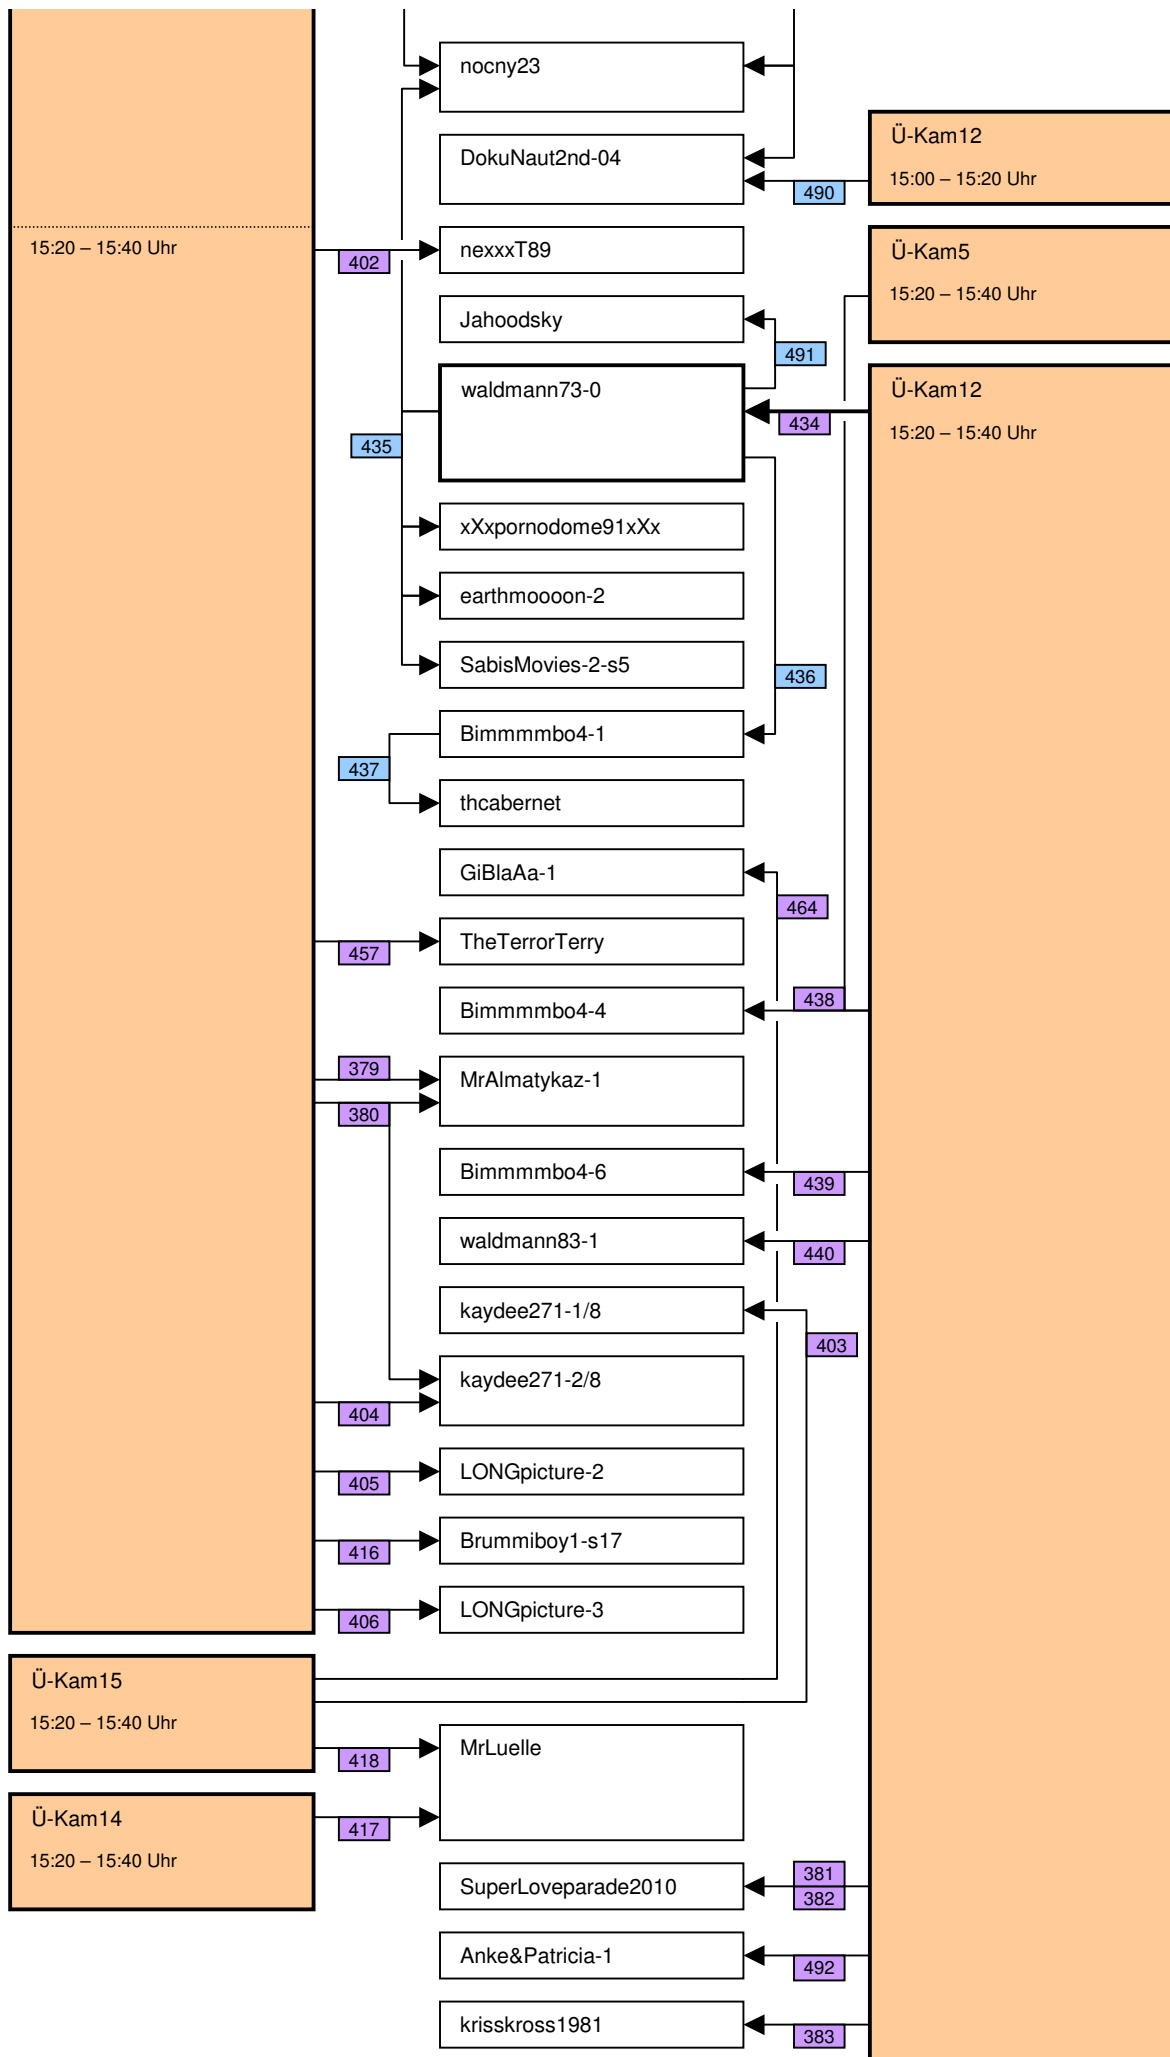 nocny23
Ü-Kam12
DokuNaut2nd-04
15:00 – 15:20 Uhr
490
15:20 – 15:40 Uhr
402
nexxxT89
Ü-Kam5
15:20 – 15:40 Uhr
Jahoodsky
491
waldmann73-0
Ü-Kam12
434
15:20 – 15:40 Uhr
435
xXxpornodome91xXx
earthmoooon-2
SabisMovies-2-s5
436
Bimmmmbo4-1
437
thcabernet
GiBlaAa-1
464
457
TheTerrorTerry
438
Bimmmmbo4-4
379
MrAlmatykaz-1
380
Bimmmmbo4-6
439
waldmann83-1
440
kaydee271-1/8
403
kaydee271-2/8
404
LONGpicture-2
405
Brummiboy1-s17
416
LONGpicture-3
406
Ü-Kam15
15:20 – 15:40 Uhr
418
MrLuelle
Ü-Kam14
417
15:20 – 15:40 Uhr
381
SuperLoveparade2010
382
Anke&Patricia-1
492
krisskross1981
383